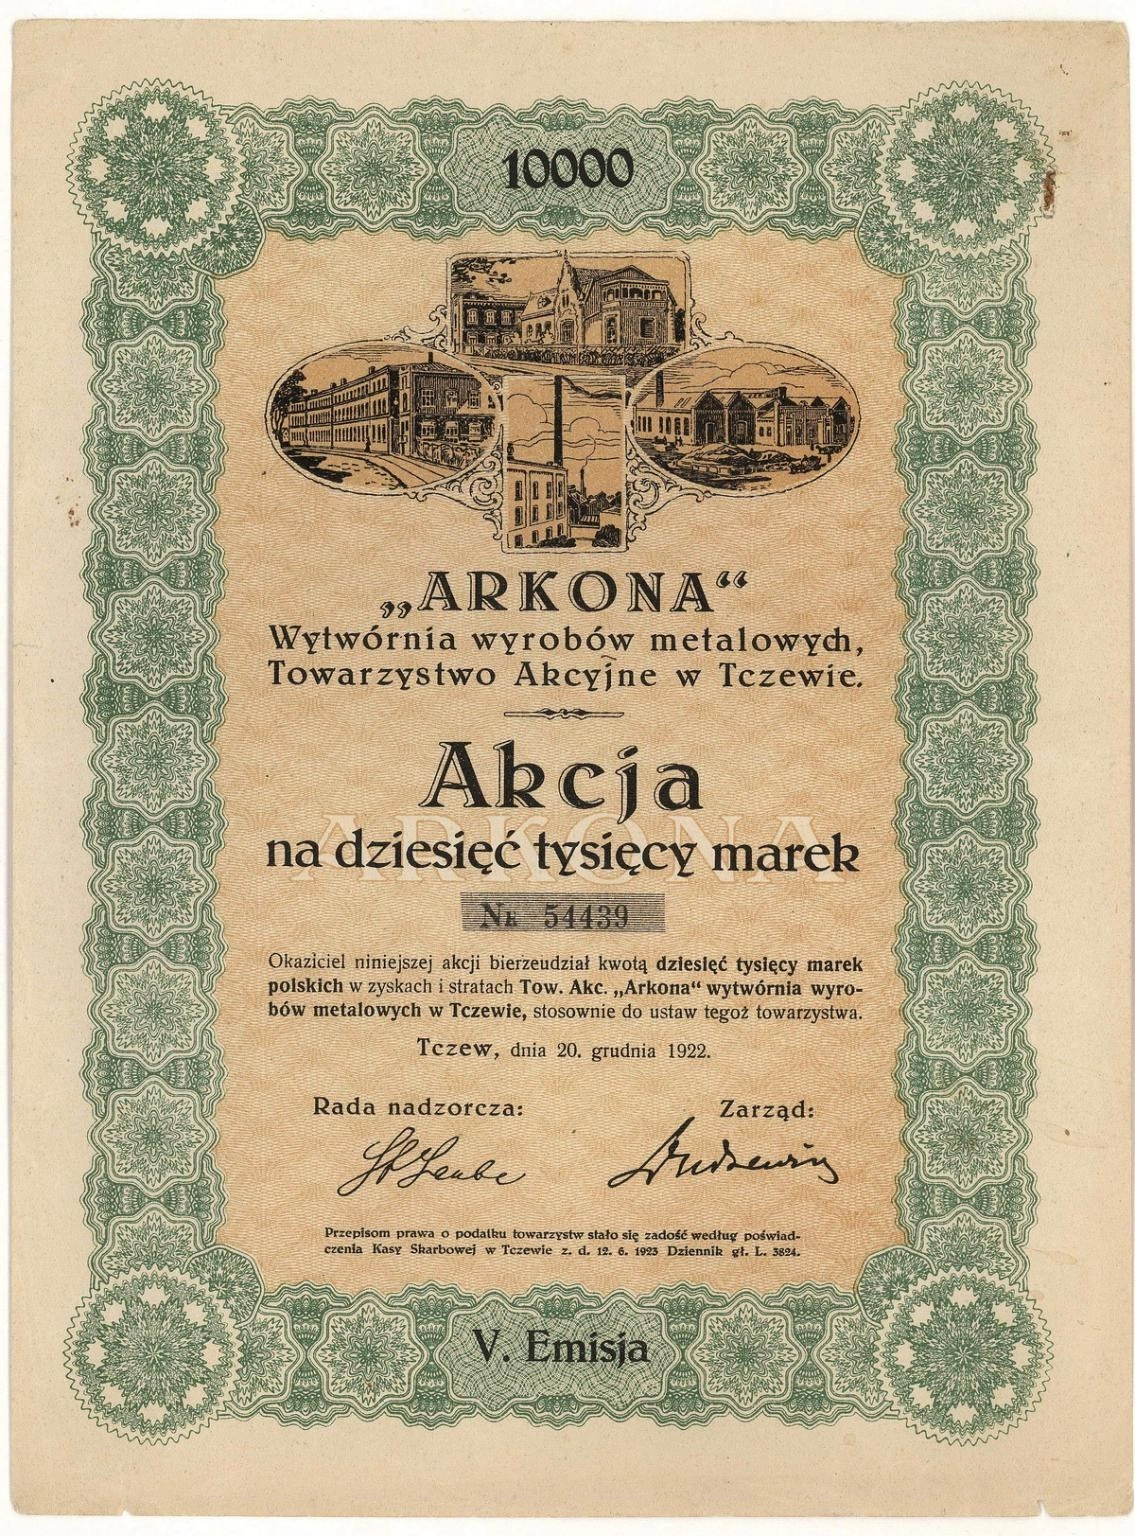 10000
„ARKONA“
Wytwórnia wyrobów metalowych,
Towarzystwo Akcyjne w Tczewie.
Akcja
ARKONA
na dziesięć tysięcy marek
Nr 54439
Okaziciel niniejszej akcji bierzeudział kwotą dziesięć tysięcy marek
polskich w zyskach i stratach Tow. Akc. „Arkona“ wytwórnia wyro-
bów metalowych w Tczewie, stosownie do ustaw tegoż towarzystwa.
Tczew, dnia 20. grudnia 1922.
Rada nadzorcza: Zarząd:
Przepisom prawa o podatku towarzystw stało się zadość według poświad-
czenia Kasy Skarbowej w Tczewie z. d. 12. 6. 1923 Dziennik gł. L. 3824.
V. Emisja